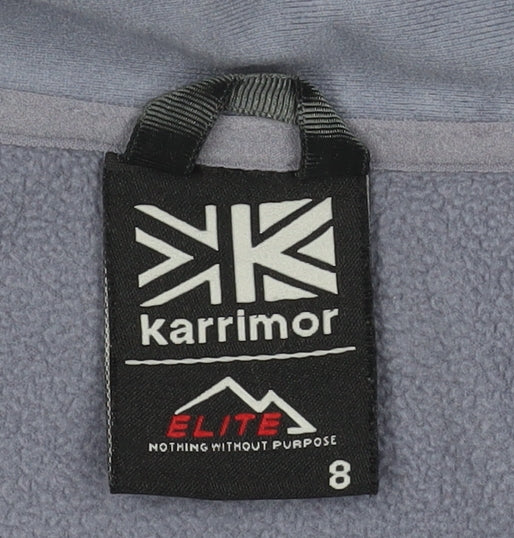 karrimor
ELITE
NOTHING WITHOUT PURPOSE
8